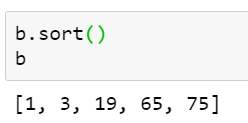 b.sort()
b
[1, 3, 19, 65, 75]